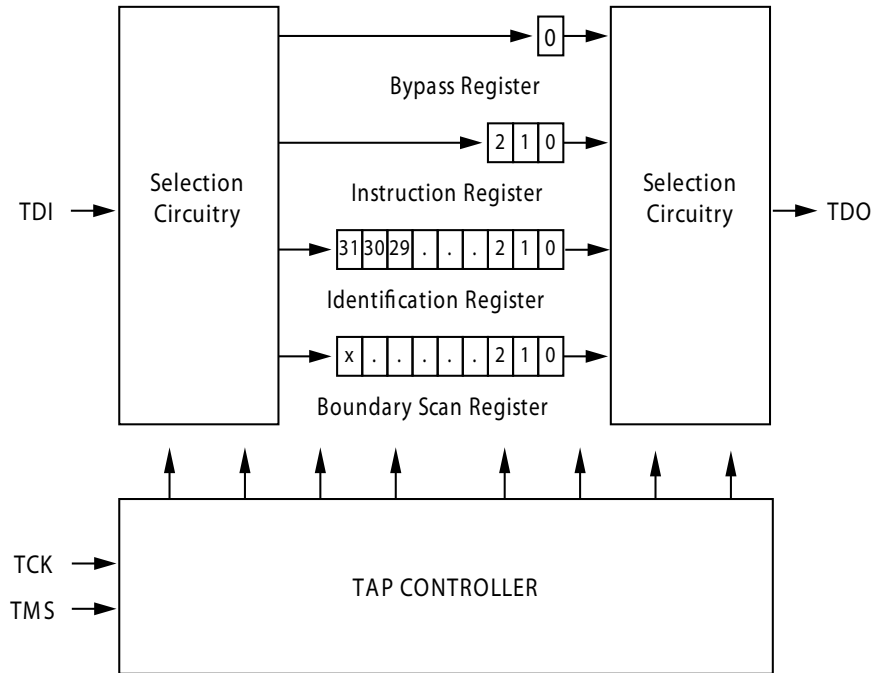 0
Bypass Register
2 1 0
Instruction Register
TDI
Selection
Circuitry
Selection
Circuitry
TDO
31 30 29 . . . 2 1 0
Identification Register
x . . . . . 2 1 0
Boundary Scan Register
TCK
TMS
TAP CONTROLLER